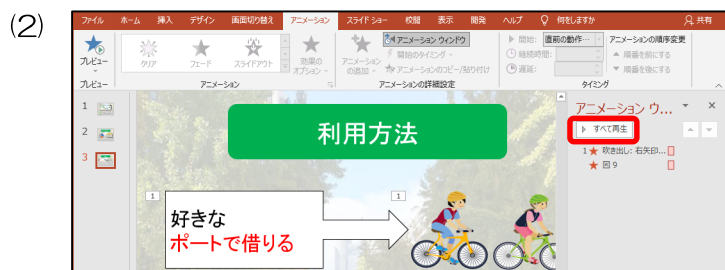 (2)
ファイル ホーム 挿入 デザイン 画面切り替え アニメーション スライド ショー 校閲 表示 開発 ヘルプ 何をしますか 共有
プレビュー
クリア フェード スライドアウト
効果の
オプション
アニメーション
の追加
アニメーション ウィンドウ
開始のタイミング
アニメーションのコピー/貼り付け
開始: 直前の動作…
継続時間:
遅延:
アニメーションの順序変更
順番を前にする
順番を後にする
プレビュー アニメーション アニメーションの詳細設定 タイミング
1
2
3
利用方法
1
好きな
ポートで借りる
1
アニメーション ウ...
すべて再生
1 吹き出し: 右矢印...
図 9